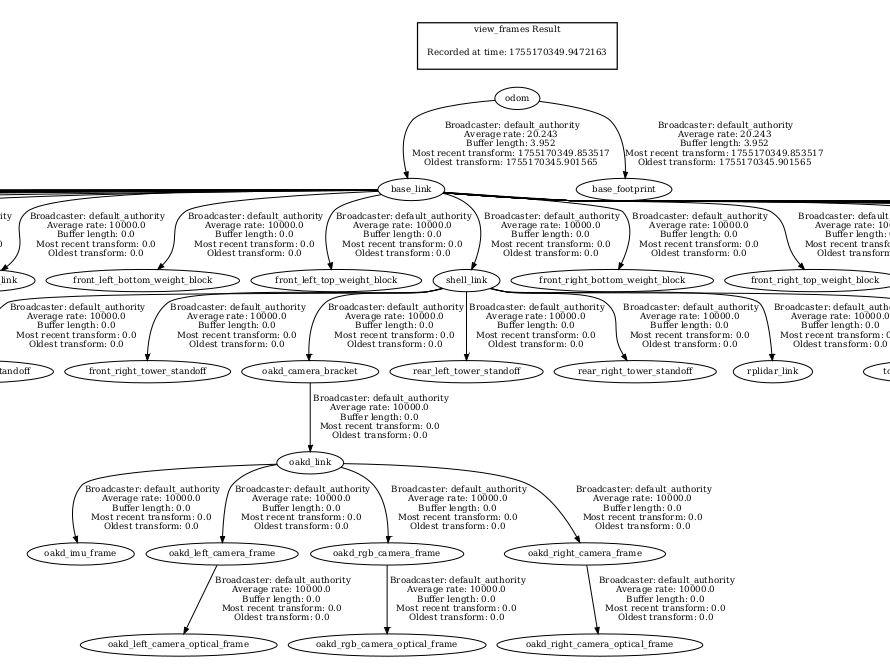 view_frames Result
Recorded at time: 1755170349.9472163
odom
Broadcaster: default_authority
Average rate: 20.243
Buffer length: 3.952
Most recent transform: 1755170349.853517
Oldest transform: 1755170345.901565
Broadcaster: default_authority
Average rate: 20.243
Buffer length: 3.952
Most recent transform: 1755170349.853517
Oldest transform: 1755170345.901565
base_link
base_footprint
Broadcaster: default_authority
Average rate: 10000.0
Buffer length: 0.0
Most recent transform: 0.0
Oldest transform: 0.0
Broadcaster: default_authority
Average rate: 10000.0
Buffer length: 0.0
Most recent transform: 0.0
Oldest transform: 0.0
Broadcaster: default_authority
Average rate: 10000.0
Buffer length: 0.0
Most recent transform: 0.0
Oldest transform: 0.0
Broadcaster: default_authority
Average rate: 10000.0
Buffer length: 0.0
Most recent transform: 0.0
Oldest transform: 0.0
Broadcaster: default_authority
Average rate: 10000.0
Buffer length: 0.0
Most recent transform: 0.0
Oldest transform: 0.0
Broadcaster: default_au
Average rate: 10
Buffer length:
Most recent transform
Oldest transform:
link
front_left_bottom_weight_block
front_left_top_weight_block
shell_link
front_right_bottom_weight_block
front_right_top_weight_block
Broadcaster: default_authority
Average rate: 10000.0
Buffer length: 0.0
Most recent transform: 0.0
Oldest transform: 0.0
Broadcaster: default_authority
Average rate: 10000.0
Buffer length: 0.0
Most recent transform: 0.0
Oldest transform: 0.0
Broadcaster: default_authority
Average rate: 10000.0
Buffer length: 0.0
Most recent transform: 0.0
Oldest transform: 0.0
Broadcaster: default_authority
Average rate: 10000.0
Buffer length: 0.0
Most recent transform: 0.0
Oldest transform: 0.0
Broadcaster: default_authority
Average rate: 10000.0
Buffer length: 0.0
Most recent transform: 0.0
Oldest transform: 0.0
Broadcaster: default_autho
Average rate: 10000.0
Buffer length: 0.0
Most recent transform: 0
Oldest transform: 0.0
tandoff
front_right_tower_standoff
oakd_camera_bracket
rear_left_tower_standoff
rear_right_tower_standoff
rplidar_link
to
Broadcaster: default_authority
Average rate: 10000.0
Buffer length: 0.0
Most recent transform: 0.0
Oldest transform: 0.0
oakd_link
Broadcaster: default_authority
Average rate: 10000.0
Buffer length: 0.0
Most recent transform: 0.0
Oldest transform: 0.0
Broadcaster: default_authority
Average rate: 10000.0
Buffer length: 0.0
Most recent transform: 0.0
Oldest transform: 0.0
Broadcaster: default_authority
Average rate: 10000.0
Buffer length: 0.0
Most recent transform: 0.0
Oldest transform: 0.0
Broadcaster: default_authority
Average rate: 10000.0
Buffer length: 0.0
Most recent transform: 0.0
Oldest transform: 0.0
oakd_imu_frame
oakd_left_camera_frame
oakd_rgb_camera_frame
oakd_right_camera_frame
Broadcaster: default_authority
Average rate: 10000.0
Buffer length: 0.0
Most recent transform: 0.0
Oldest transform: 0.0
Broadcaster: default_authority
Average rate: 10000.0
Buffer length: 0.0
Most recent transform: 0.0
Oldest transform: 0.0
Broadcaster: default_authority
Average rate: 10000.0
Buffer length: 0.0
Most recent transform: 0.0
Oldest transform: 0.0
oakd_left_camera_optical_frame
oakd_rgb_camera_optical_frame
oakd_right_camera_optical_frame